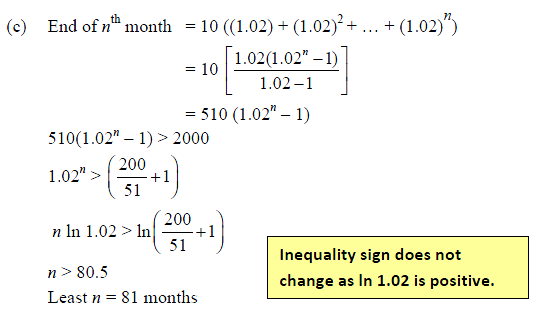 (c) End of nᵗʰ month = 10 ((1.02) + (1.02)² + … + (1.02)ⁿ)
= 10 [1.02(1.02ⁿ – 1) / 1.02 – 1]
= 510 (1.02ⁿ – 1)
510(1.02ⁿ – 1) > 2000
1.02ⁿ > (200/51 + 1)
n ln 1.02 > ln(200/51 + 1)
n > 80.5
Least n = 81 months
Inequality sign does not
change as ln 1.02 is positive.